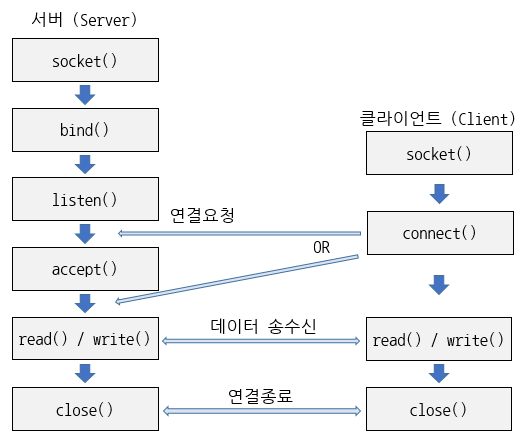 서버 (Server)
socket()
bind()
listen()
accept()
read() / write()
close()
클라이언트 (Client)
socket()
connect()
read() / write()
close()
연결요청
OR
데이터 송수신
연결종료